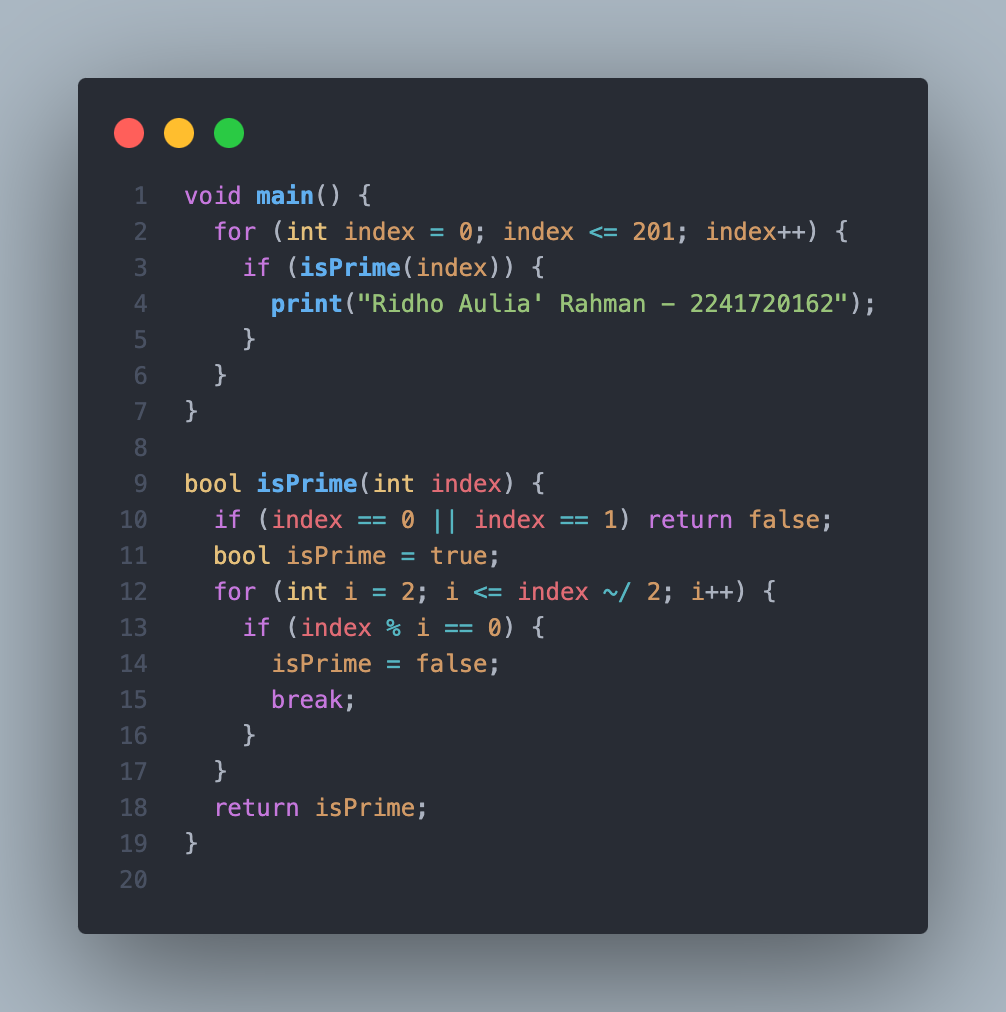 1 void main() {
2 for (int index = 0; index <= 201; index++) {
3 if (isPrime(index)) {
4 print("Ridho Aulia' Rahman - 2241720162");
5 }
6 }
7 }
8
9 bool isPrime(int index) {
10 if (index == 0 || index == 1) return false;
11 bool isPrime = true;
12 for (int i = 2; i <= index ~/ 2; i++) {
13 if (index % i == 0) {
14 isPrime = false;
15 break;
16 }
17 }
18 return isPrime;
19 }
20